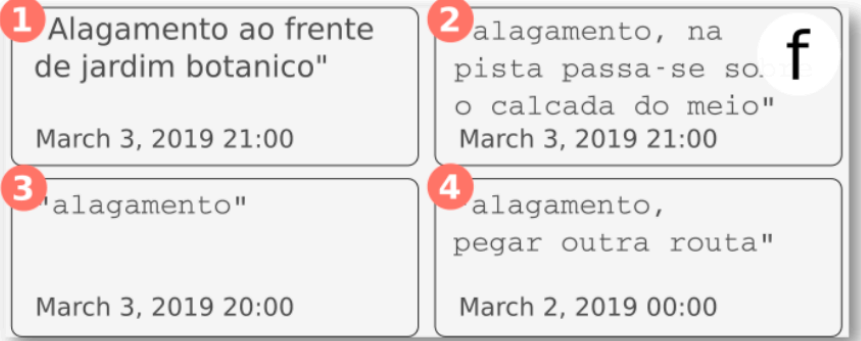 1
Alagamento ao frente
de jardim botanico"
March 3, 2019 21:00
2
alagamento, na
pista passa-se sobre
o calcada do meio"
March 3, 2019 21:00
f
3
"alagamento"
March 3, 2019 20:00
4
alagamento,
pegar outra routa"
March 2, 2019 00:00